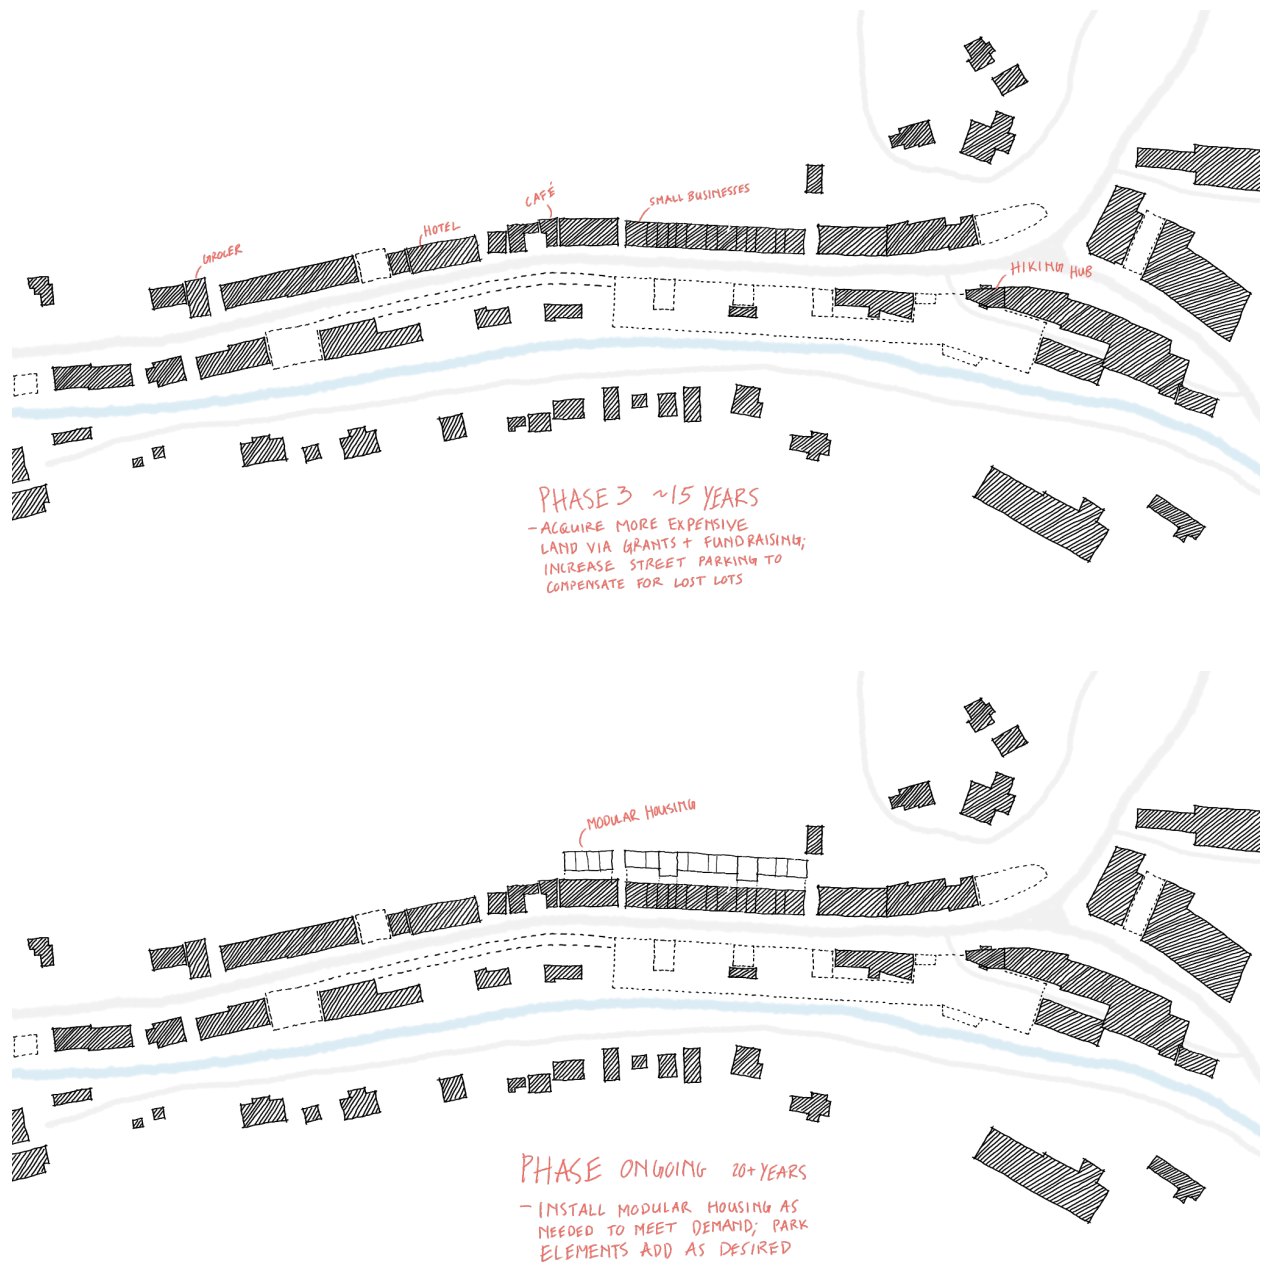 CAFÉ
SMALL BUSINESSES
HOTEL
GROCER
HIKING HUB
PHASE 3 ~15 YEARS
- ACQUIRE MORE EXPENSIVE
LAND VIA GRANTS + FUNDRAISING;
INCREASE STREET PARKING TO
COMPENSATE FOR LOST LOTS
MODULAR HOUSING
PHASE ONGOING 20+ YEARS
- INSTALL MODULAR HOUSING AS
NEEDED TO MEET DEMAND; PARK
ELEMENTS ADD AS DESIRED